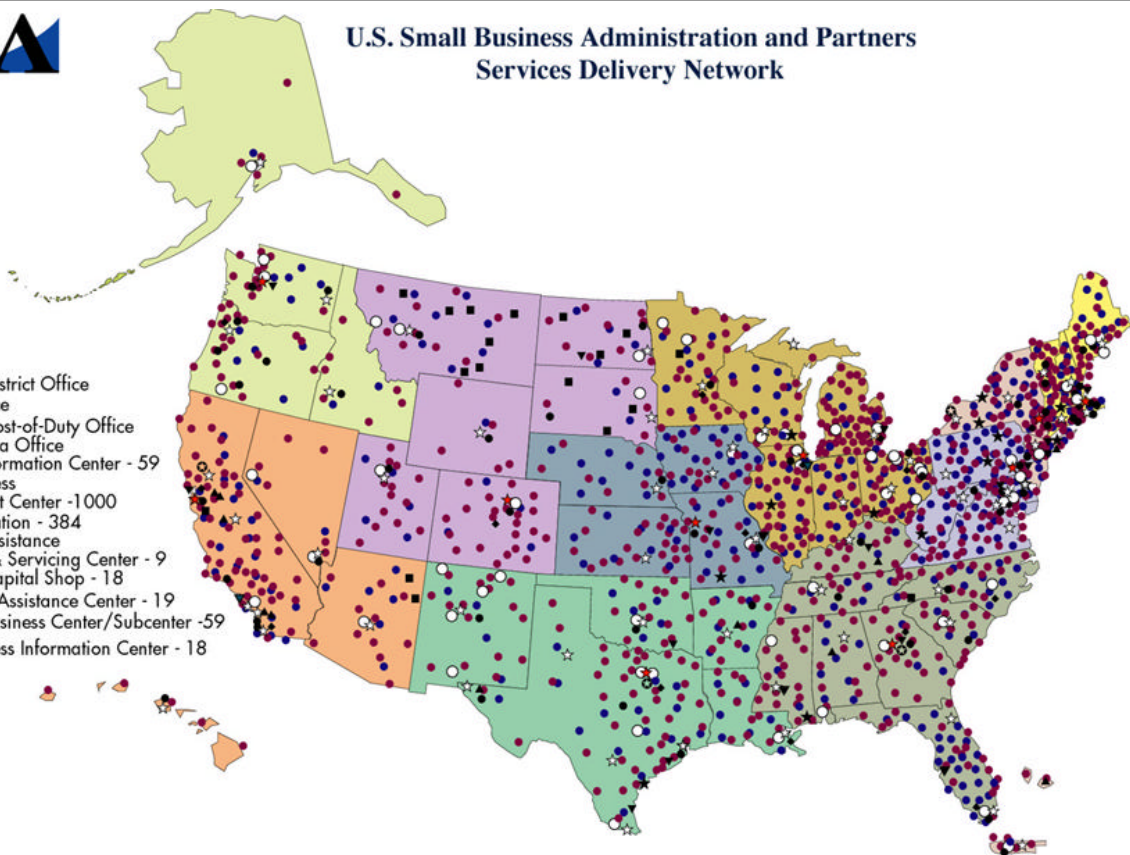 U.S. Small Business Administration and Partners
Services Delivery Network
strict Office
e
ost-of-Duty Office
a Office
ormation Center - 59
ess
t Center -1000
ation - 384
sistance
& Servicing Center - 9
apital Shop - 18
Assistance Center - 19
usiness Center/Subcenter -59
ss Information Center - 18